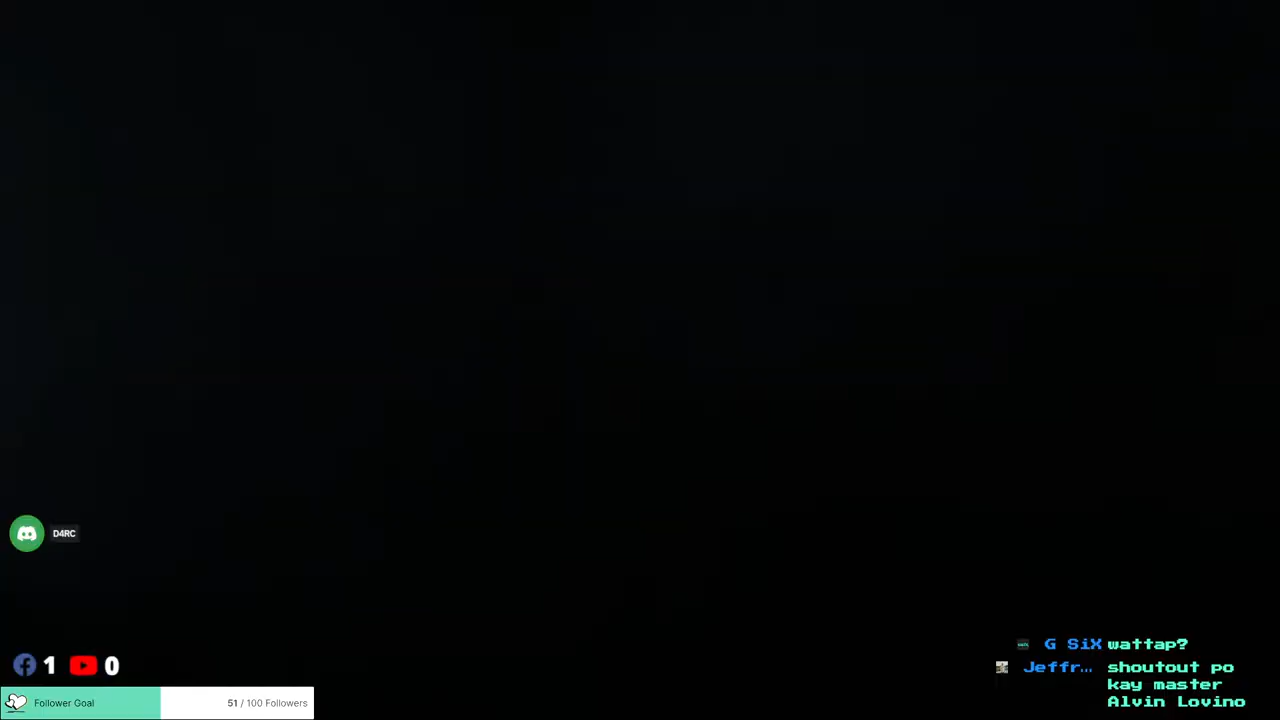 D4RC
G SiX wattap?
Jeffr... shoutout po
kay master
Alvin Lovino
1 0
Follower Goal 51 / 100 Followers